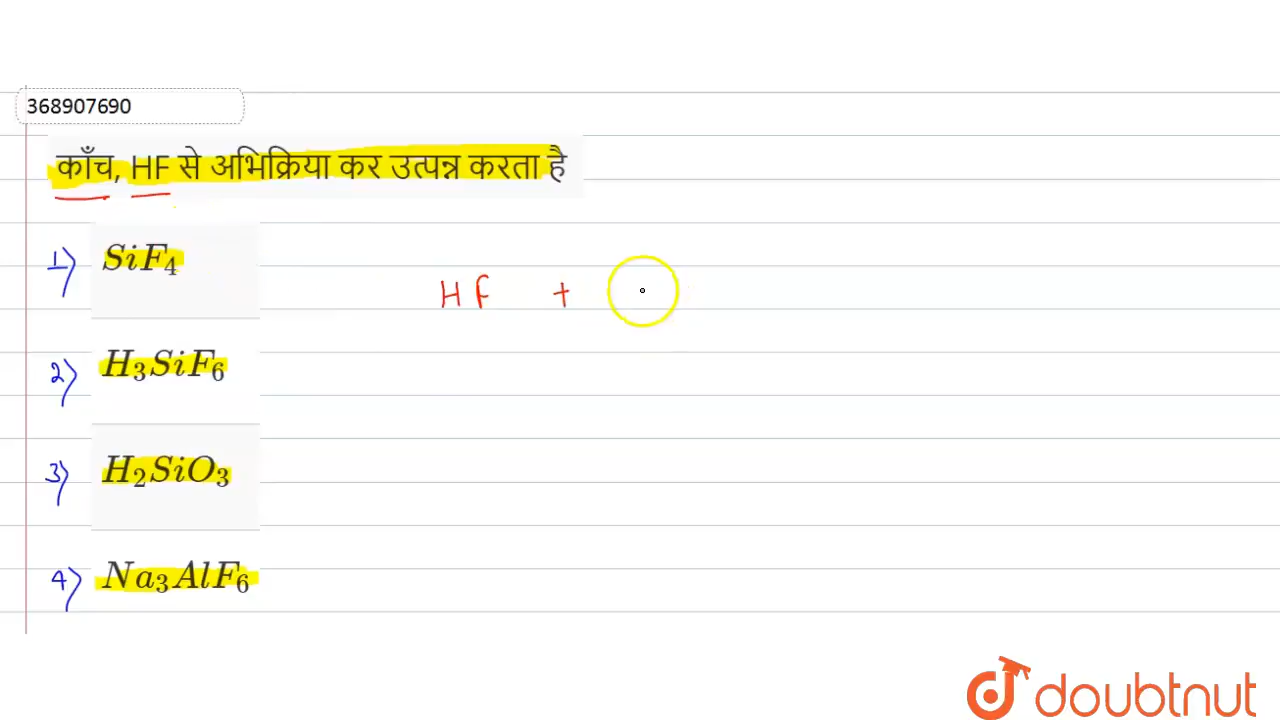 368907690
काँच, HF से अभिक्रिया कर उत्पन्न करता है
1) SiF₄
HF +
2) H₃SiF₆
3) H₂SiO₃
4) Na₃AlF₆
doubtnut